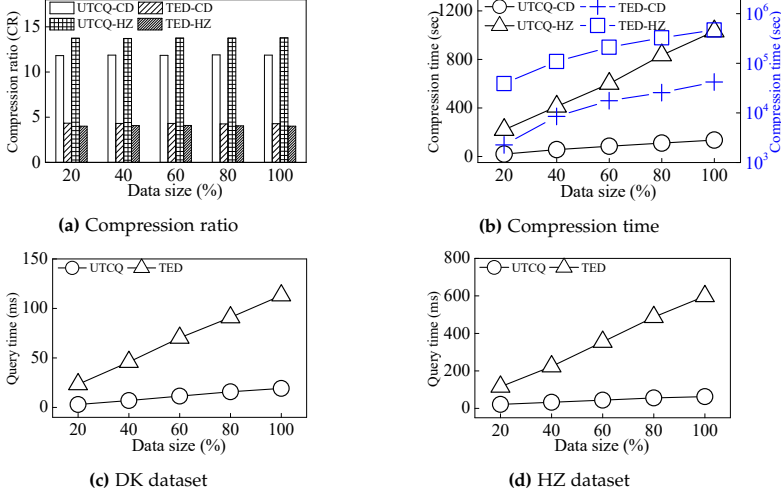 UTCQ-CD TED-CD
UTCQ-HZ TED-HZ
Compression ratio (CR)
15
10
5
0
20 40 60 80 100
Data size (%)
(a) Compression ratio
UTCQ-CD TED-CD
UTCQ-HZ TED-HZ
Compression time (sec)
1200
800
400
0
10^6
10^5
10^4
10^3
Compression time (sec)
20 40 60 80 100
Data size (%)
(b) Compression time
UTCQ TED
Query time (ms)
150
100
50
0
20 40 60 80 100
Data size (%)
(c) DK dataset
UTCQ TED
Query time (ms)
800
600
400
200
0
20 40 60 80 100
Data size (%)
(d) HZ dataset